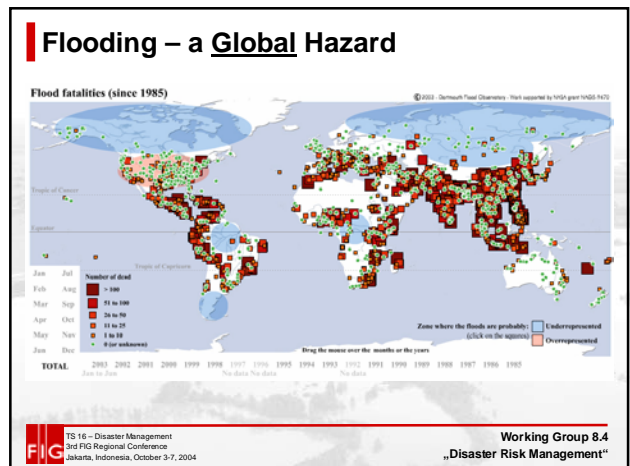 Flooding – a Global Hazard
Flood fatalities (since 1985)
© 2003 - Dartmouth Flood Observatory - Work supported by NASA grant
Tropic of Cancer
Equator
Tropic of Capricorn
Jan Jul
Feb Aug
Mar Sep
Apr Oct
May Nov
Jun Dec
Number of dead
> 100
51 to 100
26 to 50
11 to 25
1 to 10
0 (or unknown)
Zone where the floods are probably:
(click on the squares)
Underrepresented
Overrepresented
Drag the mouse over the months or the years
TOTAL 2003 2002 2001 2000 1999 1998 1997 1996 1995 1994 1993 1992 1991 1990 1989 1988 1987 1986 1985
Jan to Jun No data No data No data
FIG
TS 16 – Disaster Management
3rd FIG Regional Conference
Jakarta, Indonesia, October 3-7, 2004
Working Group 8.4
„Disaster Risk Management“